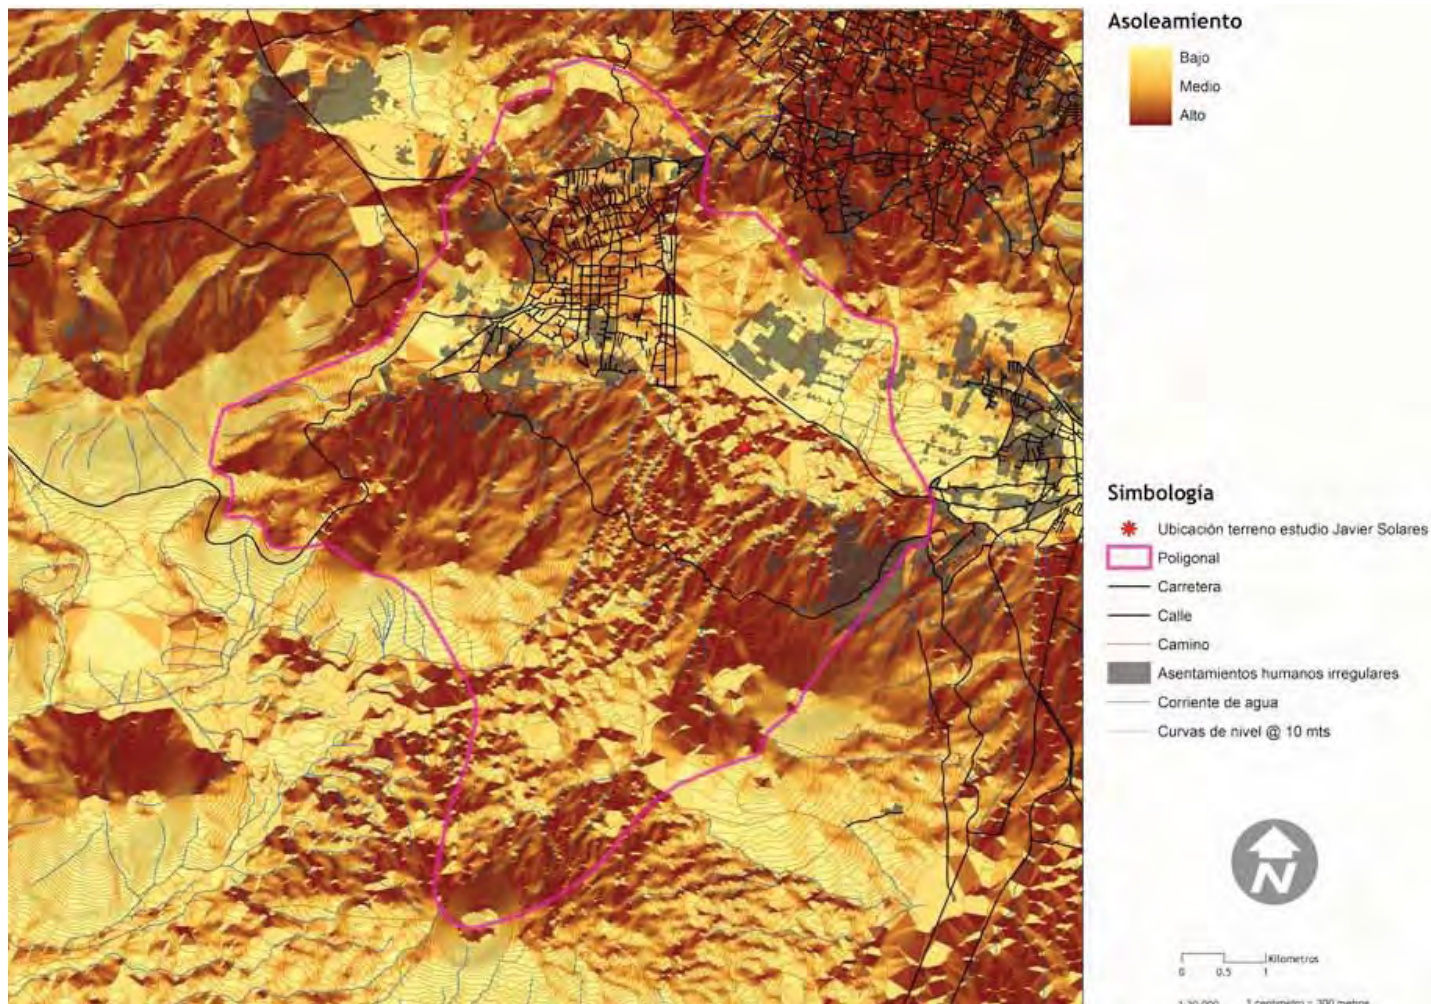 Asoleamiento
Bajo
Medio
Alto
Simbología
Ubicación terreno estudio Javier Solares
Poligonal
Carretera
Calle
Camino
Asentamientos humanos irregulares
Corriente de agua
Curvas de nivel @ 10 mts
N
Kilometros
0 0.5 1